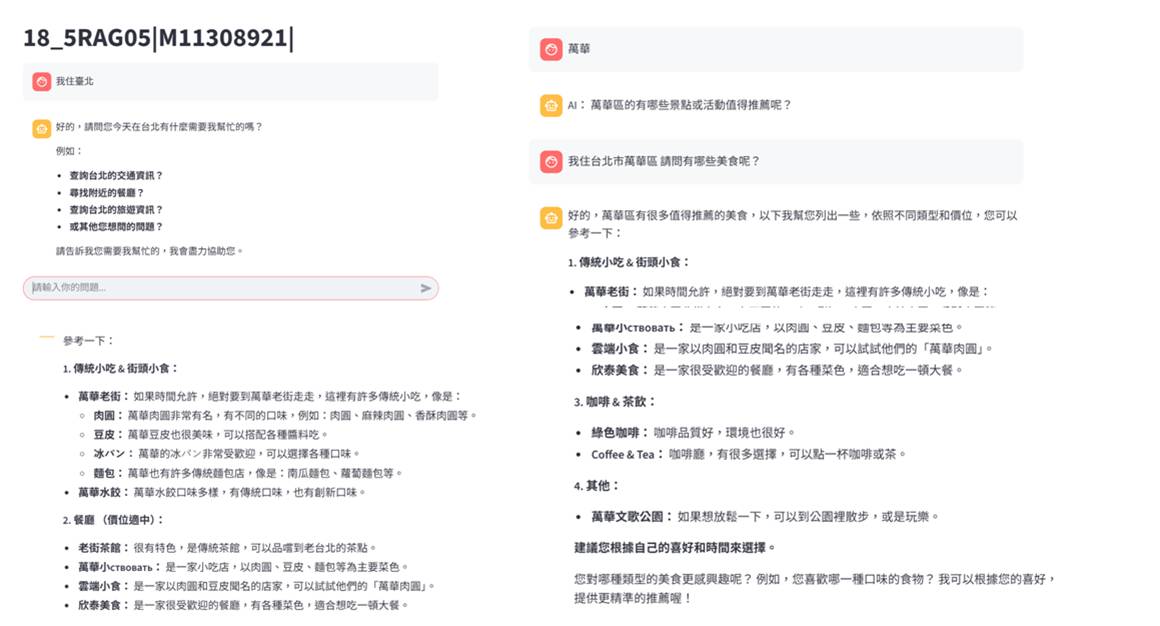 18_5RAG05|M11308921|
我住臺北
好的，請問您今天在台北有什麼需要我幫忙的嗎？
例如：
• 查詢台北的交通資訊？
• 尋找附近的餐廳？
• 查詢台北的旅遊資訊？
• 或其他您想問的問題？
請告訴我您需要我幫忙的，我會盡力協助您。
請輸入你的問題...
萬華
AI： 萬華區的有哪些景點或活動值得推薦呢？
我住台北市萬華區 請問有哪些美食呢？
好的，萬華區有很多值得推薦的美食，以下我幫您列出一些，依照不同類型和價位，您可以
參考一下：
1. 傳統小吃 & 街頭小食：
• 萬華老街： 如果時間允許，絕對要到萬華老街走走，這裡有許多傳統小吃，像是：
參考一下：
1. 傳統小吃 & 街頭小食：
• 萬華老街： 如果時間允許，絕對要到萬華老街走走，這裡有許多傳統小吃，像是：
○ 肉圓： 萬華肉圓非常有名，有不同的口味，例如：肉圓、麻辣肉圓、香酥肉圓等。
○ 豆皮： 萬華豆皮也很美味，可以搭配各種醬料吃。
○ 冰パン： 萬華的冰パン非常受歡迎，可以選擇各種口味。
○ 麵包： 萬華也有許多傳統麵包店，像是：南瓜麵包、蘿蔔麵包等。
• 萬華水餃： 萬華水餃口味多樣，有傳統口味，也有創新口味。
2. 餐廳 （價位適中）：
• 老街茶館： 很有特色，是傳統茶館，可以品嚐到老台北的茶點。
• 萬華小ствовать： 是一家小吃店，以肉圓、豆皮、麵包等為主要菜色。
• 雲端小食： 是一家以肉圓和豆皮聞名的店家，可以試試他們的「萬華肉圓」。
• 欣泰美食： 是一家很受歡迎的餐廳，有各種菜色，適合想吃一頓大餐。
• 萬華小ствовать： 是一家小吃店，以肉圓、豆皮、麵包等為主要菜色。
• 雲端小食： 是一家以肉圓和豆皮聞名的店家，可以試試他們的「萬華肉圓」。
• 欣泰美食： 是一家很受歡迎的餐廳，有各種菜色，適合想吃一頓大餐。
3. 咖啡 & 茶飲：
• 綠色咖啡： 咖啡品質好，環境也很好。
• Coffee & Tea： 咖啡廳，有很多選擇，可以點一杯咖啡或茶。
4. 其他：
• 萬華文歌公園： 如果想放鬆一下，可以到公園裡散步，或是玩樂。
建議您根據自己的喜好和時間來選擇。
您對哪種類型的美食更感興趣呢？ 例如，您喜歡哪一種口味的食物？ 我可以根據您的喜好，
提供更精準的推薦喔！